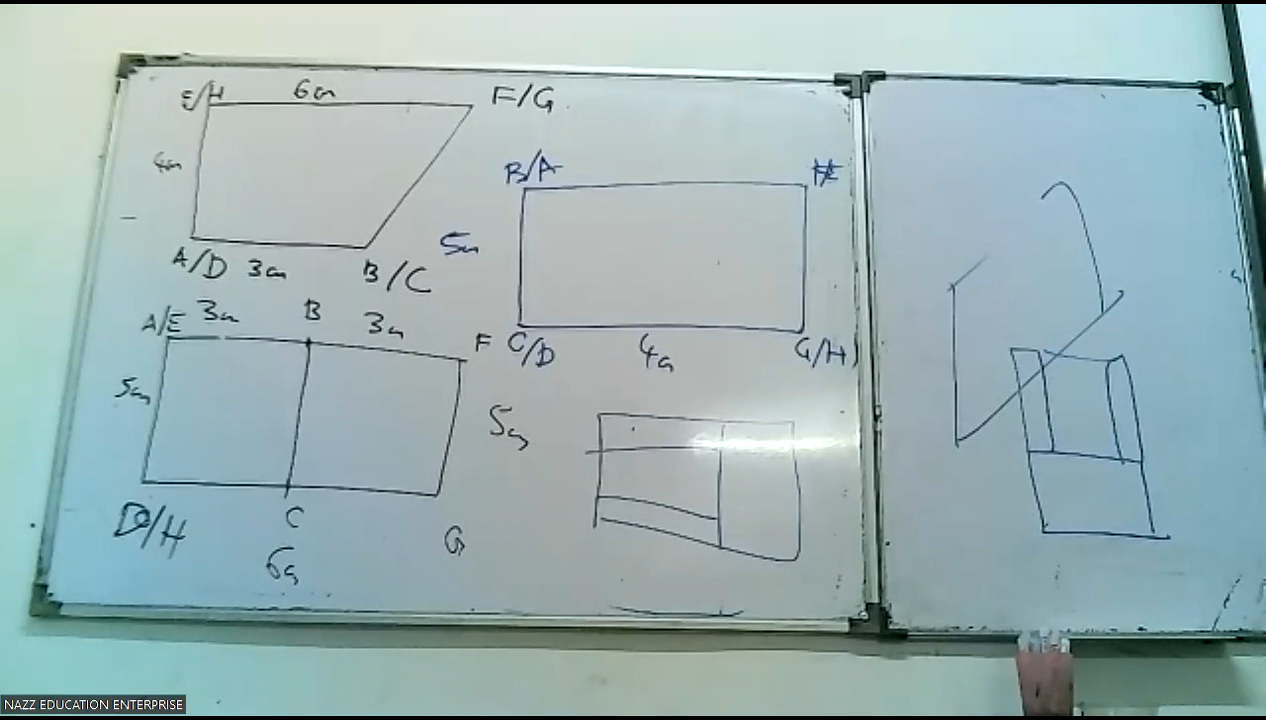 E/H 6cm F/G
4cm
A/D 3cm B/C
B/A
5cm
C/D 4cm G/H
A/E 3cm B 3cm F
5cm
D/H C G
6cm
5cm
NAZZ EDUCATION ENTERPRISE